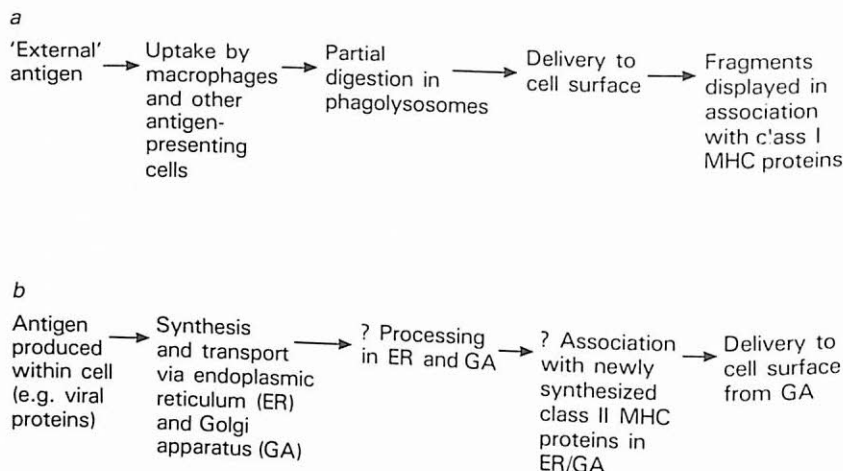 a
'External'
antigen
Uptake by
macrophages
and other
antigen-
presenting
cells
Partial
digestion in
phagolysosomes
Delivery to
cell surface
Fragments
displayed in
association
with class I
MHC proteins
b
Antigen
produced
within cell
(e.g. viral
proteins)
Synthesis
and transport
via endoplasmic
reticulum (ER)
and Golgi
apparatus (GA)
? Processing
in ER and GA
? Association
with newly
synthesized
class II MHC
proteins in
ER/GA
Delivery to
cell surface
from GA